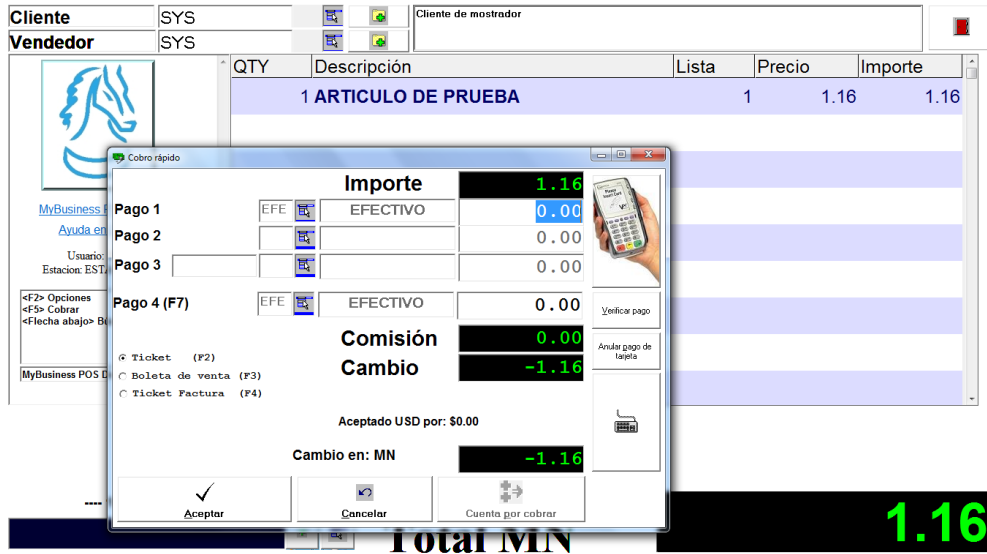 Cliente SYS Cliente de mostrador
Vendedor SYS
QTY Descripción Lista Precio Importe
1 ARTICULO DE PRUEBA 1 1.16 1.16
MyBusiness
Ayuda en
Usuario:
Estacion:
<F2> Opciones
<F5> Cobrar
<Flecha abajo>
MyBusiness POS
Cobro rápido
Importe 1.16
Pago 1 EFE EFECTIVO 0.00
Pago 2 0.00
Pago 3 0.00
Pago 4 (F7) EFE EFECTIVO 0.00
Verificar pago
Comisión 0.00
Anular pago de
tarjeta
Cambio -1.16
Ticket (F2)
Boleta de venta (F3)
Ticket Factura (F4)
Aceptado USD por: $0.00
Cambio en: MN -1.16
Aceptar Cancelar Cuenta por cobrar
----
Total MN 1.16